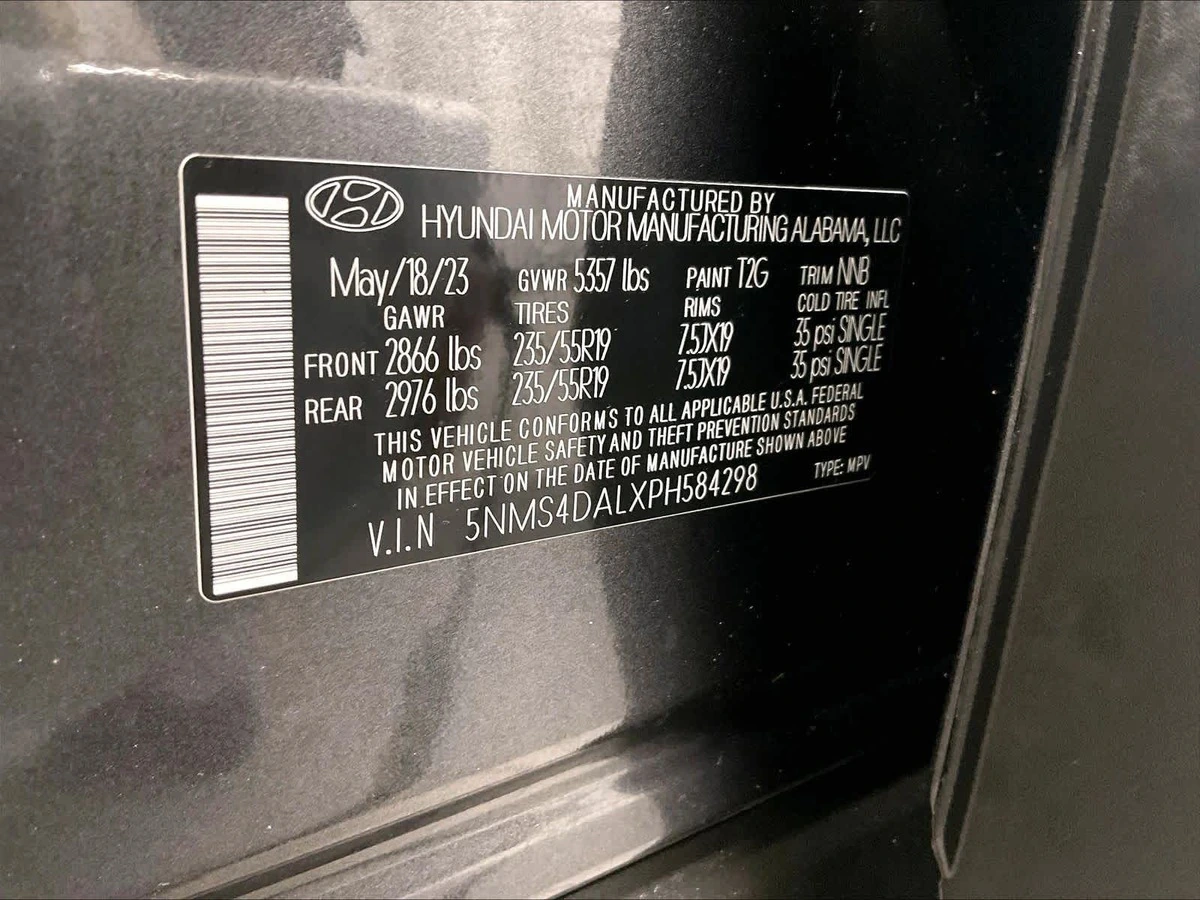 MANUFACTURED BY
HYUNDAI MOTOR MANUFACTURING ALABAMA, LLC
May/18/23 GVWR 5357 lbs PAINT T2G TRIM NNB
GAWR TIRES RIMS COLD TIRE INFL
FRONT 2866 lbs 235/55R19 7.5JX19 35 psi SINGLE
REAR 2976 lbs 235/55R19 7.5JX19 35 psi SINGLE
THIS VEHICLE CONFORMS TO ALL APPLICABLE U.S.A. FEDERAL
MOTOR VEHICLE SAFETY AND THEFT PREVENTION STANDARDS
IN EFFECT ON THE DATE OF MANUFACTURE SHOWN ABOVE
V.I.N 5NMS4DALXPH584298 TYPE: MPV